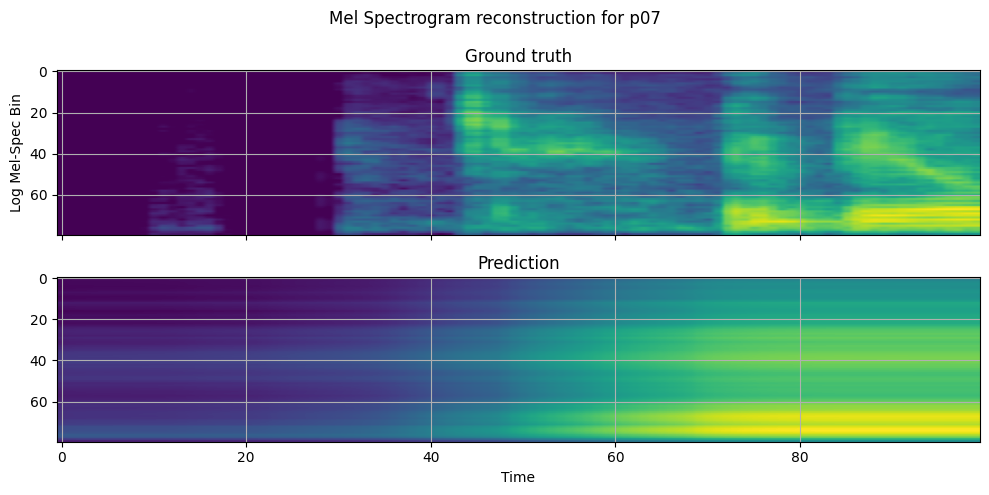 Mel Spectrogram reconstruction for p07
Ground truth
0
20
40
60
Log Mel-Spec Bin
Prediction
0
20
40
60
0 20 40 60 80
Time